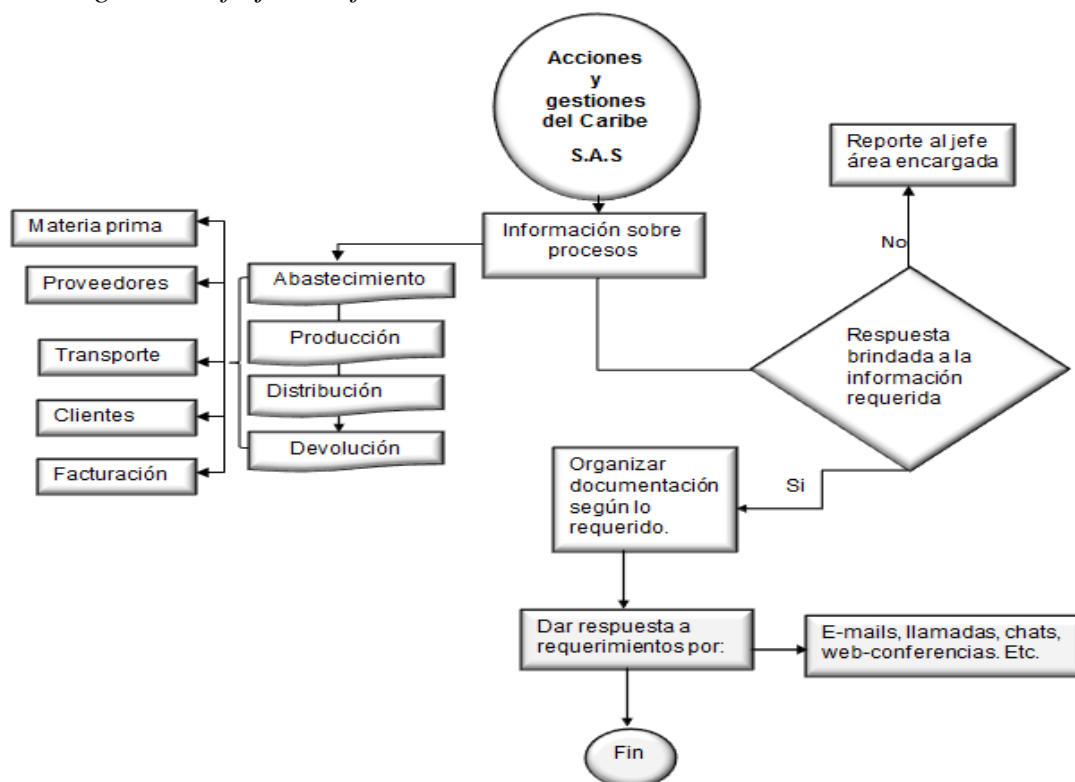 Acciones
y
gestiones
del Caribe
S.A.S
Reporte al jefe
área encargada
Materia prima
Información sobre
procesos
No
Proveedores
Abastecimiento
Producción
Transporte
Respuesta
brindada a la
información
requerida
Distribución
Clientes
Devolución
Facturación
Organizar
documentación
según lo
requerido.
Si
Dar respuesta a
requerimientos por:
E-mails, llamadas, chats,
web-conferencias. Etc.
Fin